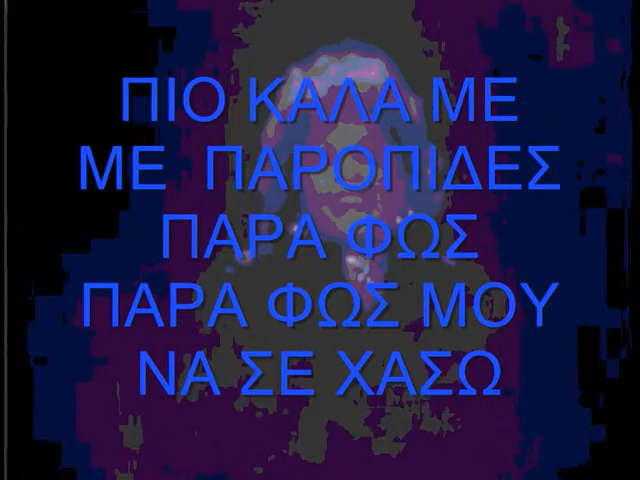 ΠΙΟ ΚΑΛΑ ΜΕ
ΜΕ ΠΑΡΟΠΙΔΕΣ
ΠΑΡΑ ΦΩΣ
ΠΑΡΑ ΦΩΣ ΜΟΥ
ΝΑ ΣΕ ΧΑΣΩ